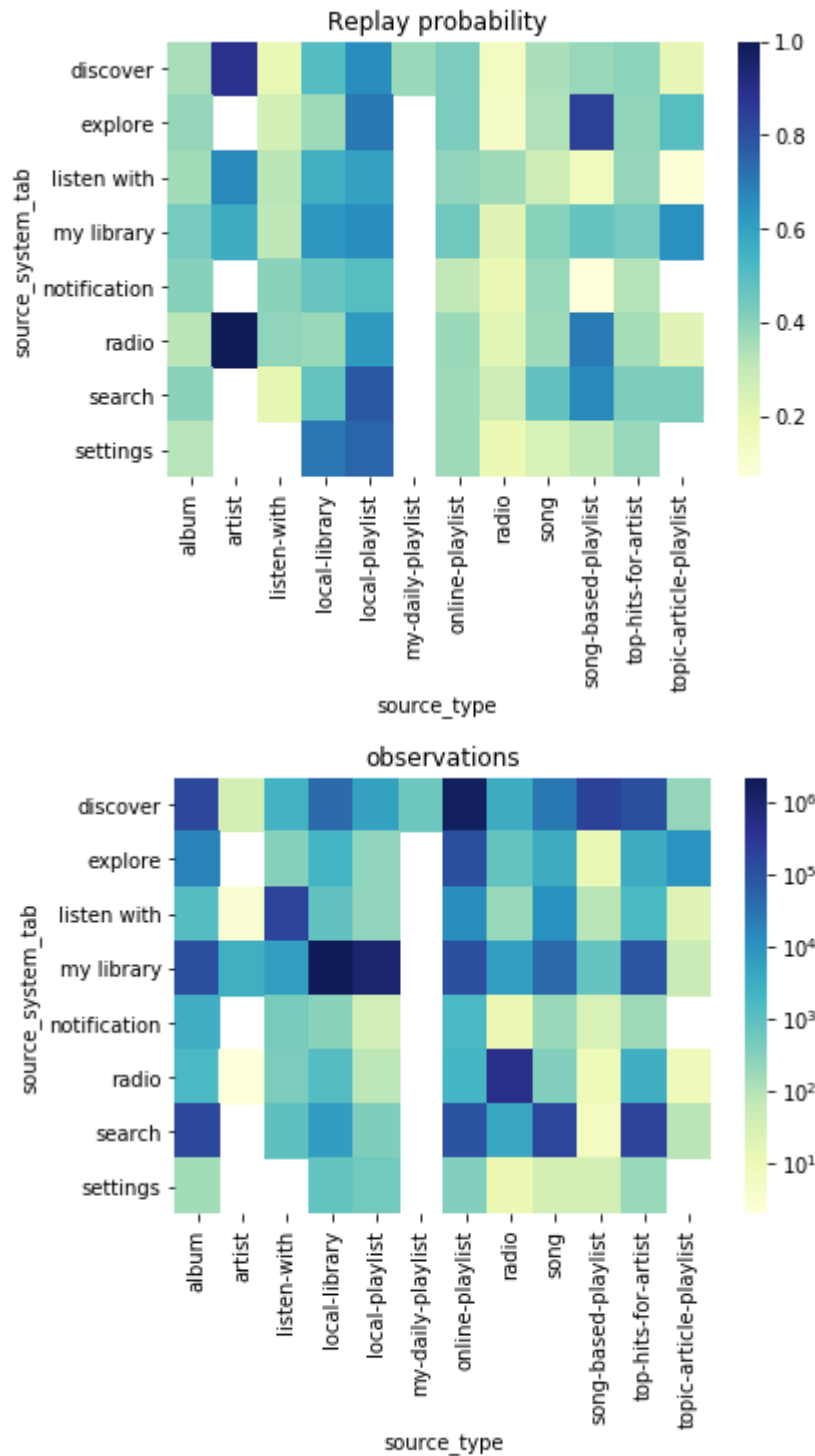 Replay probability
source_system_tab
discover
explore
listen with
my library
notification
radio
search
settings
1.0
0.8
0.6
0.4
0.2
album
artist
listen-with
local-library
local-playlist
my-daily-playlist
online-playlist
radio
song
song-based-playlist
top-hits-for-artist
topic-article-playlist
source_type
observations
source_system_tab
discover
explore
listen with
my library
notification
radio
search
settings
10⁶
10⁵
10⁴
10³
10²
10¹
album
artist
listen-with
local-library
local-playlist
my-daily-playlist
online-playlist
radio
song
song-based-playlist
top-hits-for-artist
topic-article-playlist
source_type